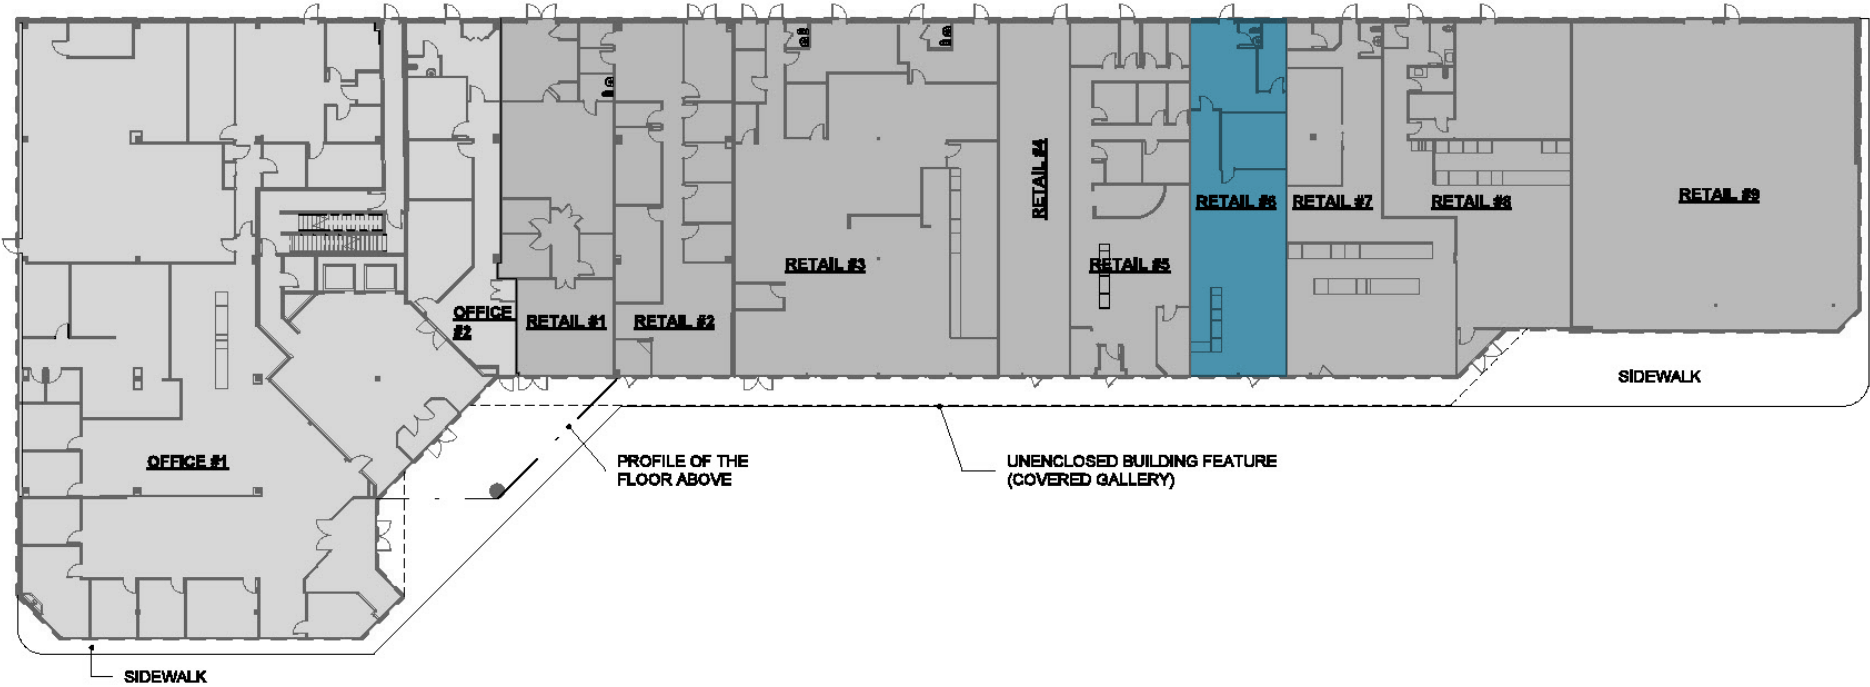 RETAIL #4
RETAIL #9
RETAIL #6
RETAIL #7
RETAIL #8
RETAIL #3
RETAIL #5
OFFICE
#2
RETAIL #1
RETAIL #2
SIDEWALK
OFFICE #1
PROFILE OF THE
FLOOR ABOVE
UNENCLOSED BUILDING FEATURE
(COVERED GALLERY)
SIDEWALK